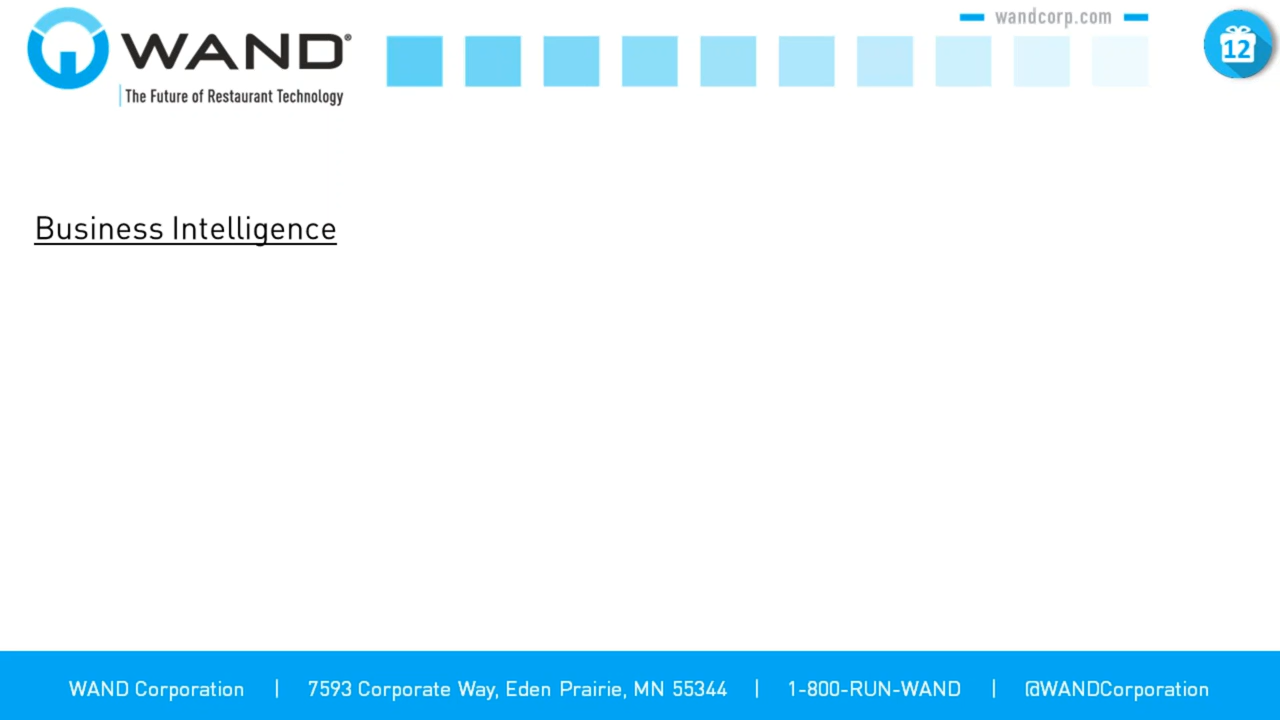 wandcorp.com
WAND®
The Future of Restaurant Technology
12
Business Intelligence
WAND Corporation | 7593 Corporate Way, Eden Prairie, MN 55344 | 1-800-RUN-WAND | @WANDCorporation